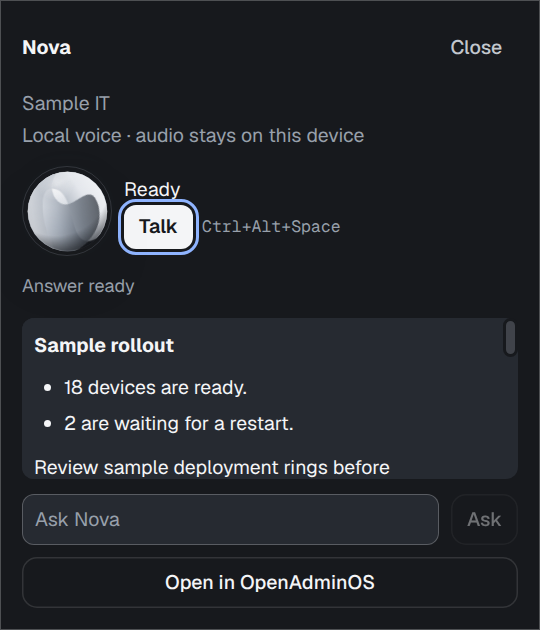 Nova
Close
Sample IT
Local voice · audio stays on this device
Ready
Talk
Ctrl+Alt+Space
Answer ready
Sample rollout
• 18 devices are ready.
• 2 are waiting for a restart.
Review sample deployment rings before
Ask Nova
Ask
Open in OpenAdminOS